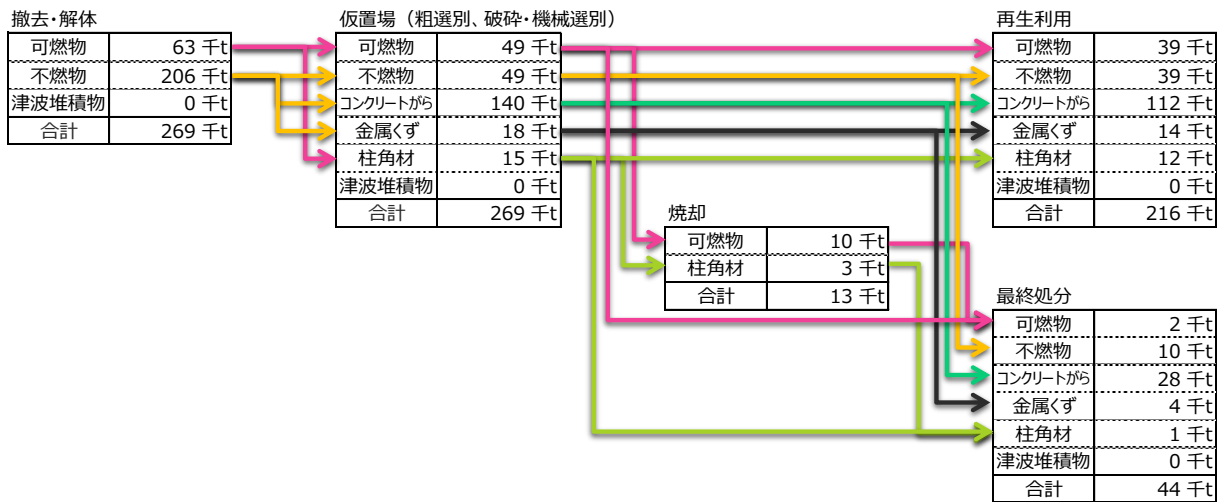 撤去・解体
可燃物 63 千t
不燃物 206 千t
津波堆積物 0 千t
合計 269 千t
仮置場（粗選別、破砕・機械選別）
可燃物 49 千t
不燃物 49 千t
コンクリートがら 140 千t
金属くず 18 千t
柱角材 15 千t
津波堆積物 0 千t
合計 269 千t
焼却
可燃物 10 千t
柱角材 3 千t
合計 13 千t
再生利用
可燃物 39 千t
不燃物 39 千t
コンクリートがら 112 千t
金属くず 14 千t
柱角材 12 千t
津波堆積物 0 千t
合計 216 千t
最終処分
可燃物 2 千t
不燃物 10 千t
コンクリートがら 28 千t
金属くず 4 千t
柱角材 1 千t
津波堆積物 0 千t
合計 44 千t